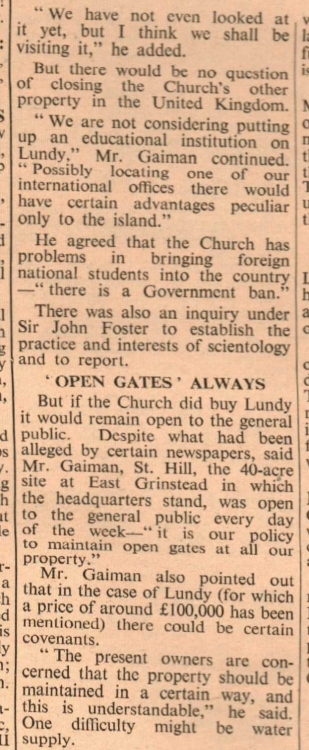 “ We have not even looked at
it yet, but I think we shall be
visiting it,” he added.
But there would be no question
of closing the Church’s other
property in the United Kingdom.
“ We are not considering putting
up an educational institution on
Lundy,” Mr. Gaiman continued.
“ Possibly locating one of our
international offices there would
have certain advantages peculiar
only to the island.”
He agreed that the Church has
problems in bringing foreign
national students into the country
—“ there is a Government ban.”
There was also an inquiry under
Sir John Foster to establish the
practice and interests of scientology
and to report.
‘ OPEN GATES ’ ALWAYS
But if the Church did buy Lundy
it would remain open to the general
public. Despite what had been
alleged by certain newspapers, said
Mr. Gaiman, St. Hill, the 40-acre
site at East Grinstead in which
the headquarters stand, was open
to the general public every day
of the week—“ it is our policy
to maintain open gates at all our
property.”
Mr. Gaiman also pointed out
that in the case of Lundy (for which
a price of around £100,000 has been
mentioned) there could be certain
covenants.
“ The present owners are con-
cerned that the property should be
maintained in a certain way, and
this is understandable,” he said.
One difficulty might be water
supply.